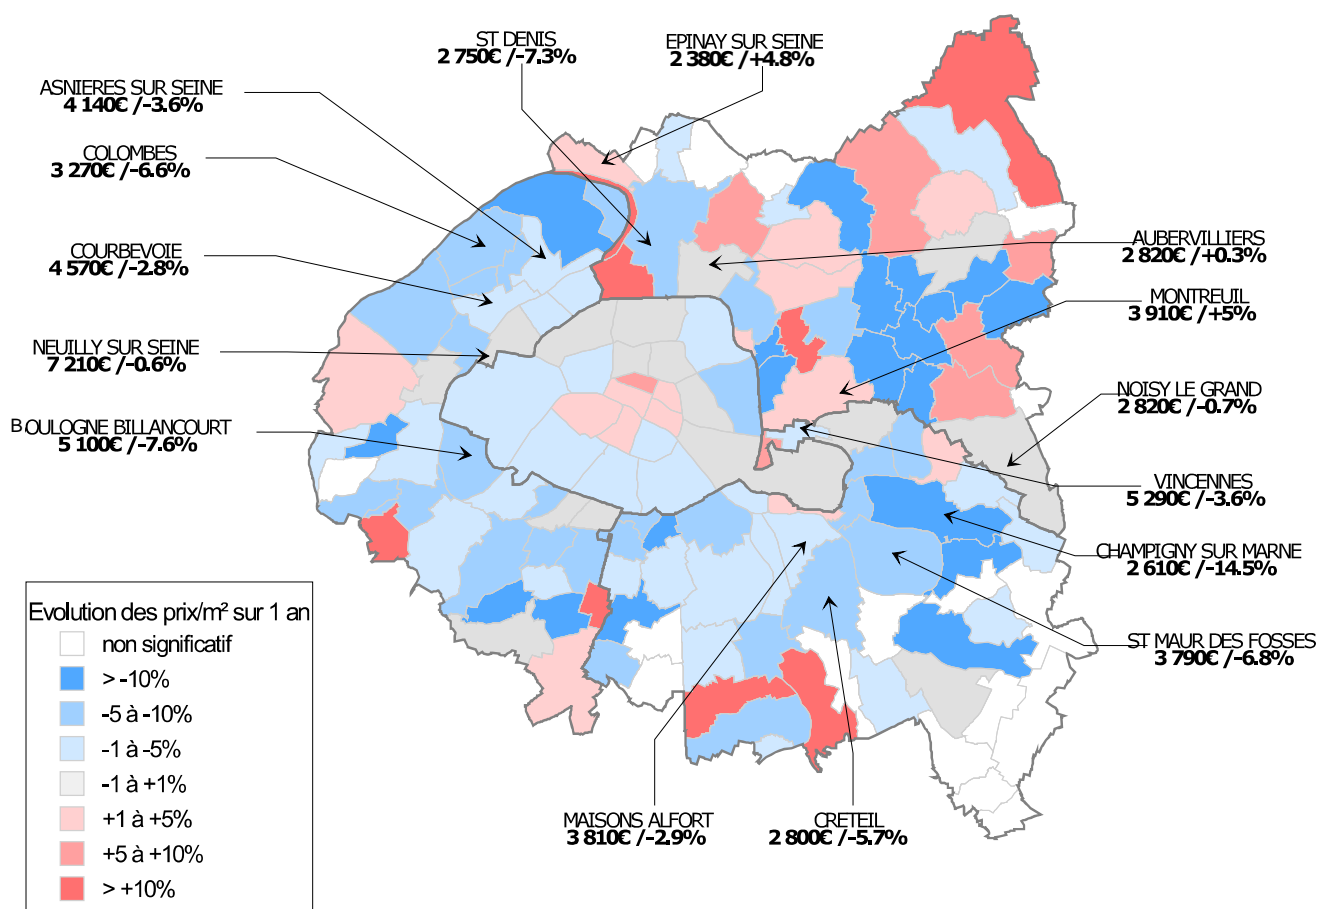 ST DENIS
2 750€ /-7.3%
EPINAY SUR SEINE
2 380€ /+4.8%
ASNIERES SUR SEINE
4 140€ /-3.6%
COLOMBES
3 270€ /-6.6%
COURBEVOIE
4 570€ /-2.8%
NEUILLY SUR SEINE
7 210€ /-0.6%
BOULOGNE BILLANCOURT
5 100€ /-7.6%
AUBERVILLIERS
2 820€ /+0.3%
MONTREUIL
3 910€ /+5%
NOISY LE GRAND
2 820€ /-0.7%
VINCENNES
5 290€ /-3.6%
CHAMPIGNY SUR MARNE
2 610€ /-14.5%
ST MAUR DES FOSSES
3 790€ /-6.8%
MAISONS ALFORT
3 810€ /-2.9%
CRETEIL
2 800€ /-5.7%
Evolution des prix/m² sur 1 an
non significatif
> -10%
-5 à -10%
-1 à -5%
-1 à +1%
+1 à +5%
+5 à +10%
> +10%